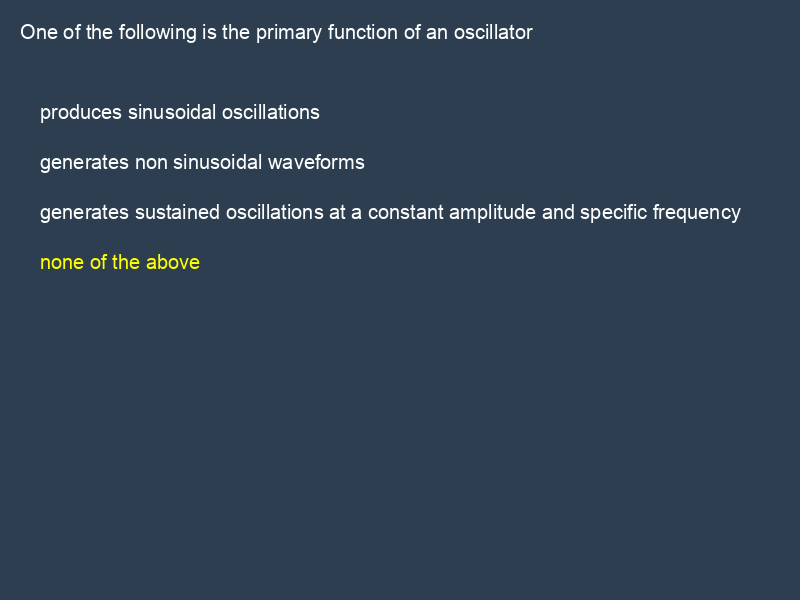 One of the following is the primary function of an oscillator
produces sinusoidal oscillations
generates non sinusoidal waveforms
generates sustained oscillations at a constant amplitude and specific frequency
none of the above